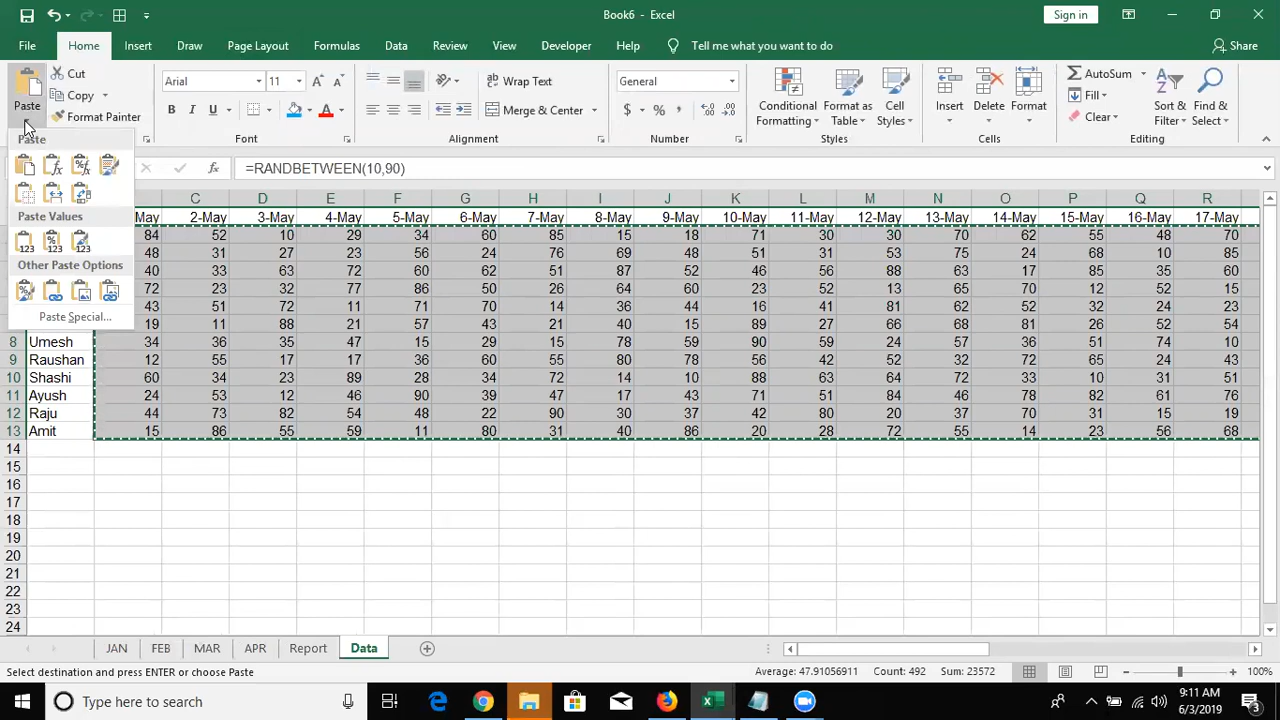 Book6 - Excel
Sign in
File Home Insert Draw Page Layout Formulas Data Review View Developer Help Tell me what you want to do Share
Paste Cut Copy Format Painter
Arial 11 Wrap Text General
B I U Merge & Center $ % ,
Conditional Formatting Format as Table Cell Styles Insert Delete Format
AutoSum Fill Clear Sort & Filter Find & Select
Font Alignment Number Styles Cells Editing
Paste
Paste Values
Other Paste Options
Paste Special...
fx =RANDBETWEEN(10,90)
C D E F G H I J K L M N O P Q R
May 2-May 3-May 4-May 5-May 6-May 7-May 8-May 9-May 10-May 11-May 12-May 13-May 14-May 15-May 16-May 17-May
84 52 10 29 34 60 85 15 18 71 30 30 70 62 55 48 70
48 31 27 23 56 24 76 69 48 51 31 53 75 24 68 10 85
40 33 63 72 60 62 51 87 52 46 56 88 63 17 85 35 60
72 23 32 77 86 50 26 64 60 23 52 13 65 70 12 52 15
43 51 72 11 71 70 14 36 44 16 41 81 62 52 32 24 23
19 11 88 21 57 43 21 40 15 89 27 66 68 81 26 52 54
8 Umesh 34 36 35 47 15 29 15 78 59 90 59 24 57 36 51 74 10
9 Raushan 12 55 17 17 36 60 55 80 78 56 42 52 32 72 65 24 43
10 Shashi 60 34 23 89 28 34 72 14 10 88 63 64 72 33 10 31 51
11 Ayush 24 53 12 46 90 39 47 17 43 71 51 84 46 78 82 61 76
12 Raju 44 73 82 54 48 22 90 30 37 42 80 20 37 70 31 15 19
13 Amit 15 86 55 59 11 80 31 40 86 20 28 72 55 14 23 56 68
14
15
16
17
18
19
20
21
22
23
24
JAN FEB MAR APR Report Data
Select destination and press ENTER or choose Paste Average: 47.91056911 Count: 492 Sum: 23572 100%
Type here to search
9:11 AM
6/3/2019
3